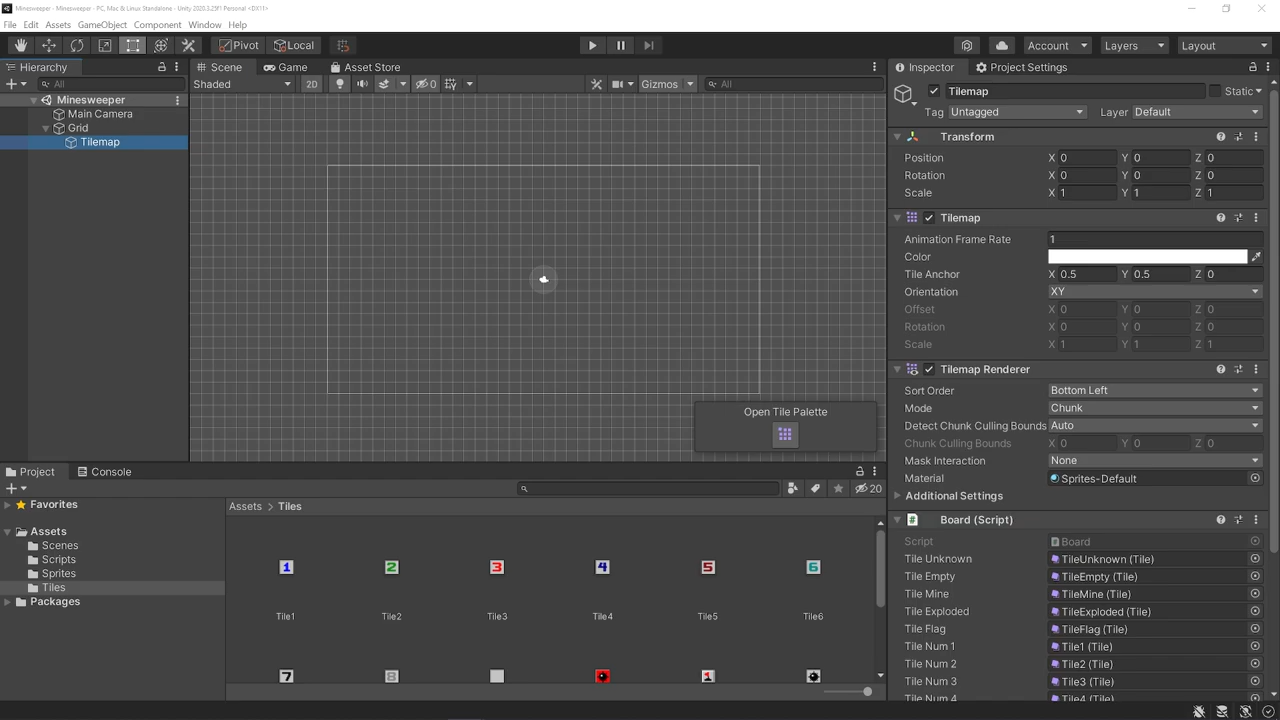 Minesweeper - Minesweeper - PC, Mac & Linux Standalone - Unity 2020.3.25f1 Personal <DX11>
File Edit Assets GameObject Component Window Help
Pivot Local Account Layers Layout
Hierarchy Scene Game Asset Store Inspector Project Settings
All Shaded 2D 0 Gizmos All
Minesweeper
Main Camera
Grid
Tilemap
Tilemap Static
Tag Untagged Layer Default
Transform
Position X 0 Y 0 Z 0
Rotation X 0 Y 0 Z 0
Scale X 1 Y 1 Z 1
Tilemap
Animation Frame Rate 1
Color
Tile Anchor X 0.5 Y 0.5 Z 0
Orientation XY
Offset X 0 Y 0 Z 0
Rotation X 0 Y 0 Z 0
Scale X 1 Y 1 Z 1
Tilemap Renderer
Sort Order Bottom Left
Mode Chunk
Detect Chunk Culling Bounds Auto
Chunk Culling Bounds X 0 Y 0 Z 0
Mask Interaction None
Material Sprites-Default
Additional Settings
Board (Script)
Script Board
Tile Unknown TileUnknown (Tile)
Tile Empty TileEmpty (Tile)
Tile Mine TileMine (Tile)
Tile Exploded TileExploded (Tile)
Tile Flag TileFlag (Tile)
Tile Num 1 Tile1 (Tile)
Tile Num 2 Tile2 (Tile)
Tile Num 3 Tile3 (Tile)
Tile Num 4 Tile4 (Tile)
Open Tile Palette
Project Console
20
Favorites
Assets
Scenes
Scripts
Sprites
Tiles
Packages
Assets > Tiles
1 2 3 4 5 6
Tile1 Tile2 Tile3 Tile4 Tile5 Tile6
7 8 1